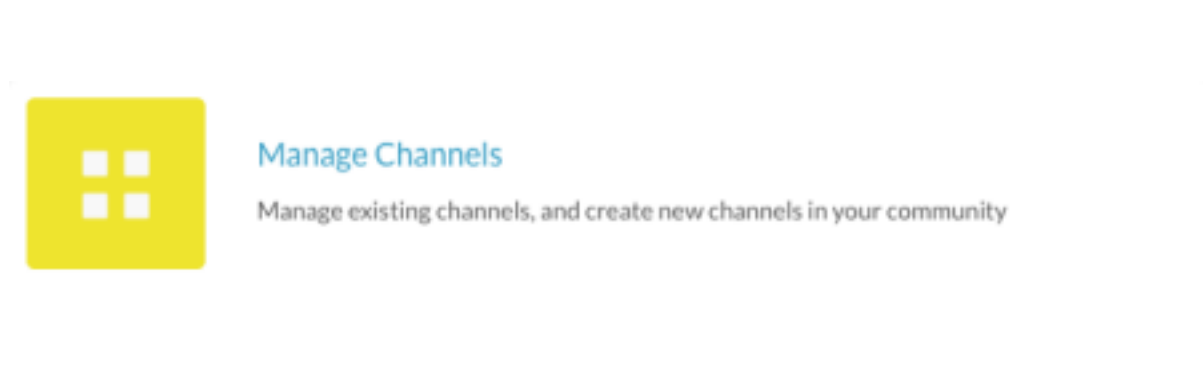 Manage Channels
Manage existing channels, and create new channels in your community